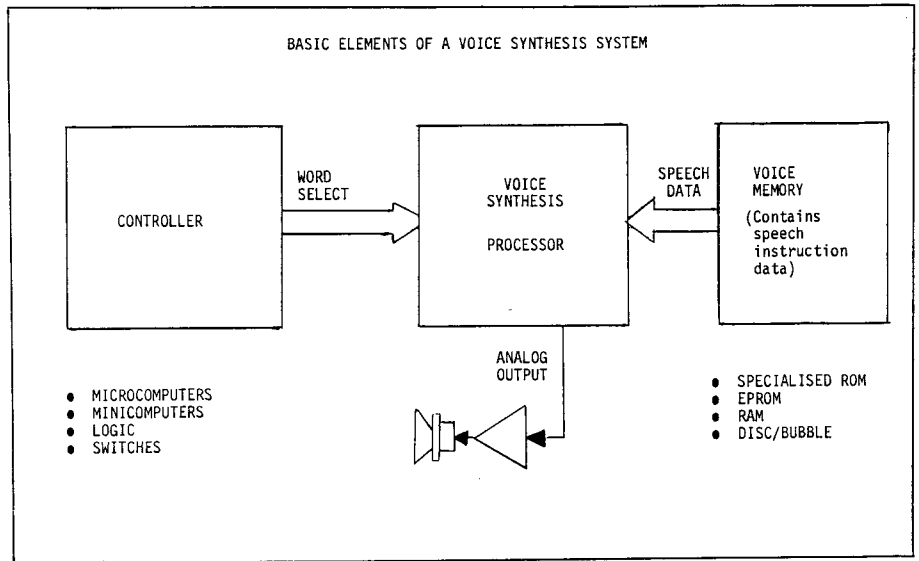 BASIC ELEMENTS OF A VOICE SYNTHESIS SYSTEM
CONTROLLER
WORD
SELECT
VOICE
SYNTHESIS
PROCESSOR
SPEECH
DATA
VOICE
MEMORY
(Contains
speech
instruction
data)
ANALOG
OUTPUT
● MICROCOMPUTERS
● MINICOMPUTERS
● LOGIC
● SWITCHES
● SPECIALISED ROM
● EPROM
● RAM
● DISC/BUBBLE